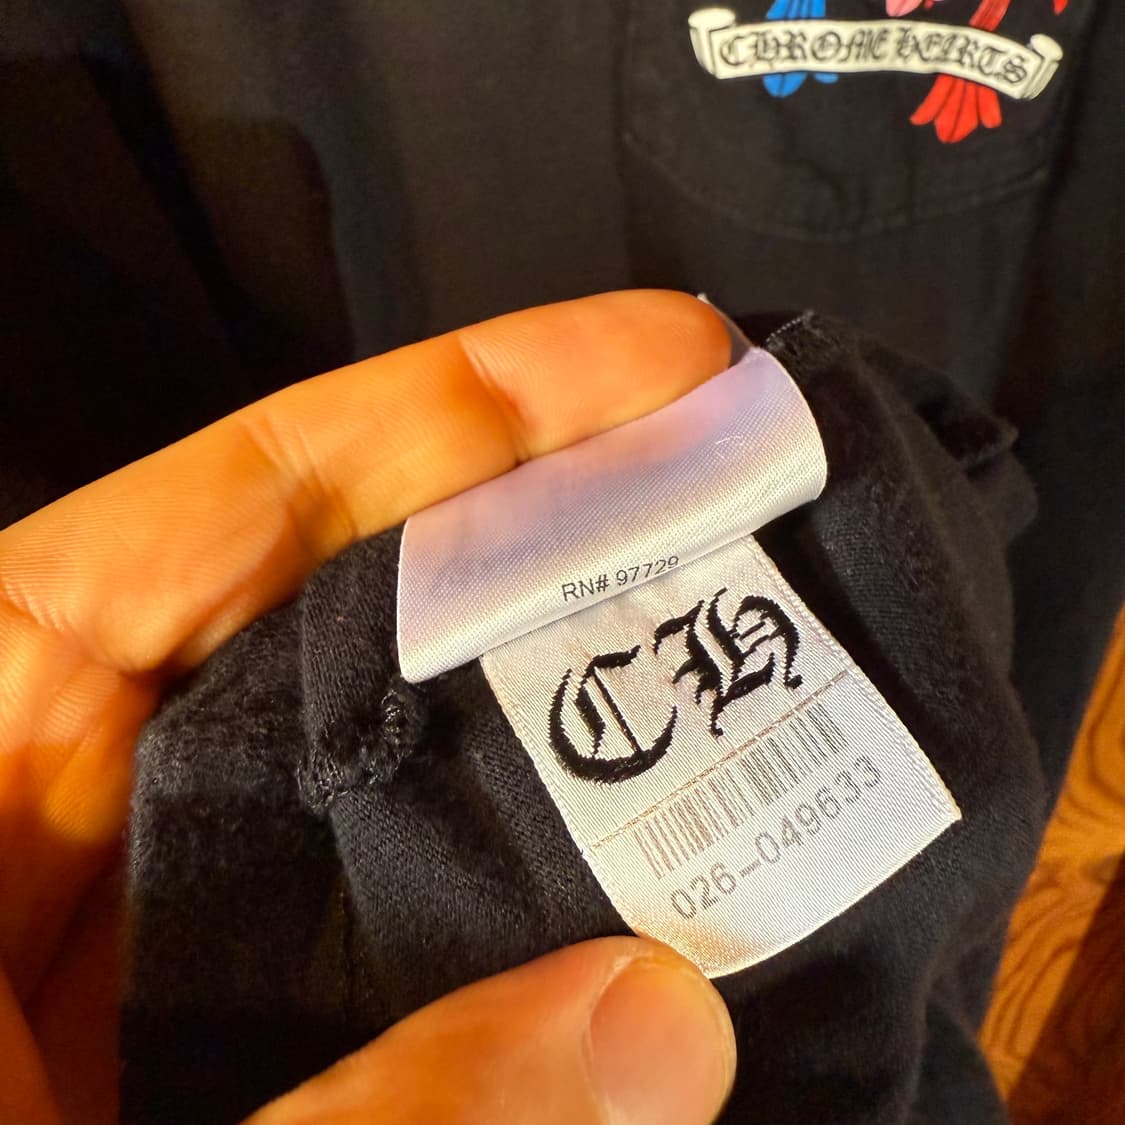 CHROME HEARTS
RN# 97729
CH
026-049633